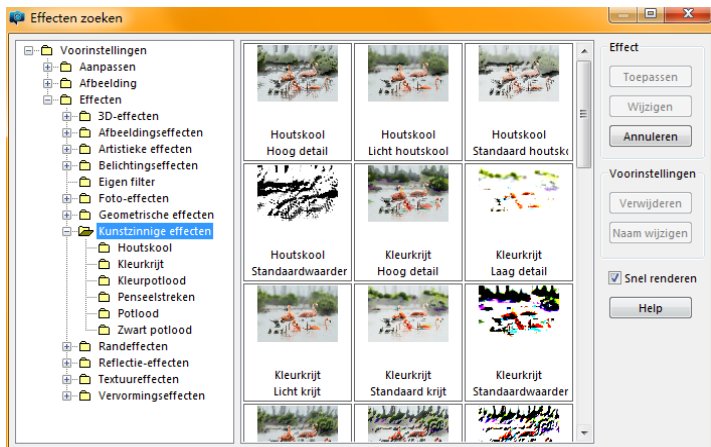 Effecten zoeken
Voorinstellingen
Aanpassen
Afbeelding
Effecten
3D-effecten
Afbeeldingseffecten
Artistieke effecten
Belichtingseffecten
Eigen filter
Foto-effecten
Geometrische effecten
Kunstzinnige effecten
Houtskool
Kleurkrijt
Kleurpotlood
Penseelstreken
Potlood
Zwart potlood
Randeffecten
Reflectie-effecten
Textuureffecten
Vervormingseffecten
Houtskool
Hoog detail
Houtskool
Licht houtskool
Houtskool
Standaard houtsk
Houtskool
Standaardwaarder
Kleurkrijt
Hoog detail
Kleurkrijt
Laag detail
Kleurkrijt
Licht krijt
Kleurkrijt
Standaard krijt
Kleurkrijt
Standaardwaarder
Effect
Toepassen
Wijzigen
Annuleren
Voorinstellingen
Verwijderen
Naam wijzigen
Snel renderen
Help